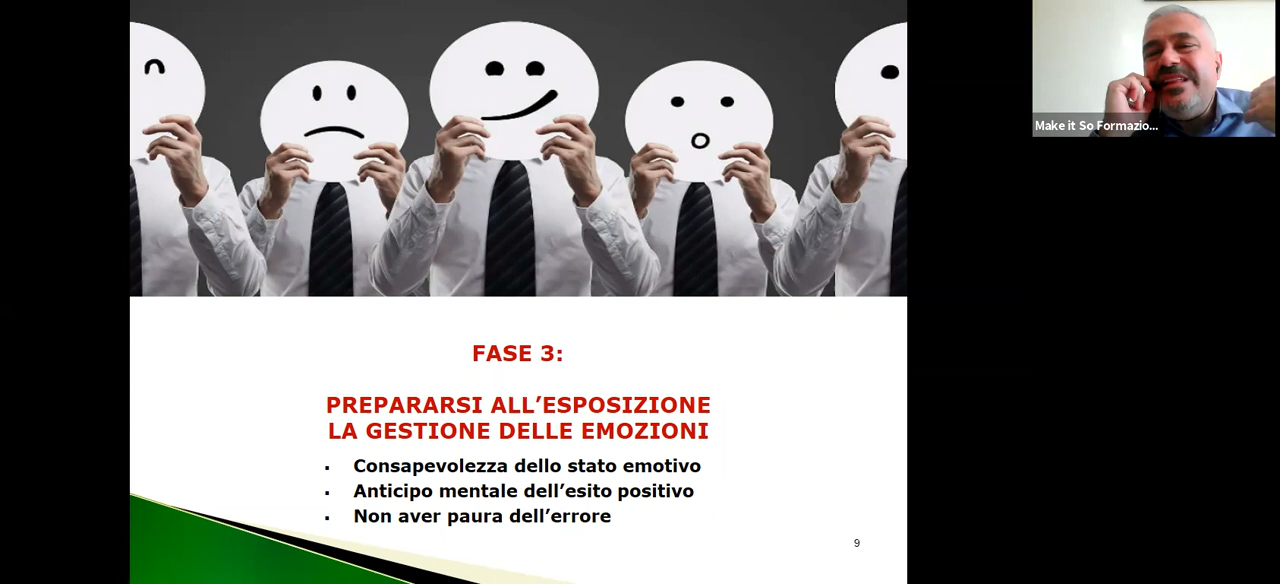 Make it So Formazio...
FASE 3:
PREPARARSI ALL’ESPOSIZIONE
LA GESTIONE DELLE EMOZIONI
▪ Consapevolezza dello stato emotivo
▪ Anticipo mentale dell’esito positivo
▪ Non aver paura dell’errore
9